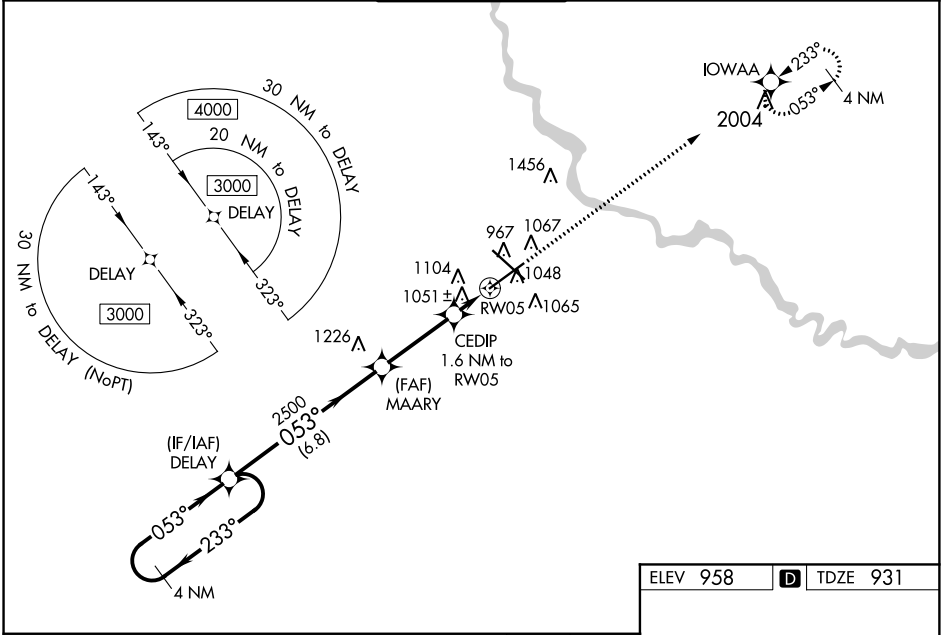 30 NM to DELAY
4000
20 NM to DELAY
143°
3000
DELAY
323°
143°
DELAY
3000
323°
30 NM to DELAY (NoPT)
IOWAA
233°
053°
4 NM
2004
1456
967
1067
1104
1048
1051 ±
RW05
1065
CEDIP
1.6 NM to
RW05
1226
(FAF)
MAARY
2500
053°
(6.8)
(IF/IAF)
DELAY
053°
233°
4 NM
ELEV 958 D TDZE 931